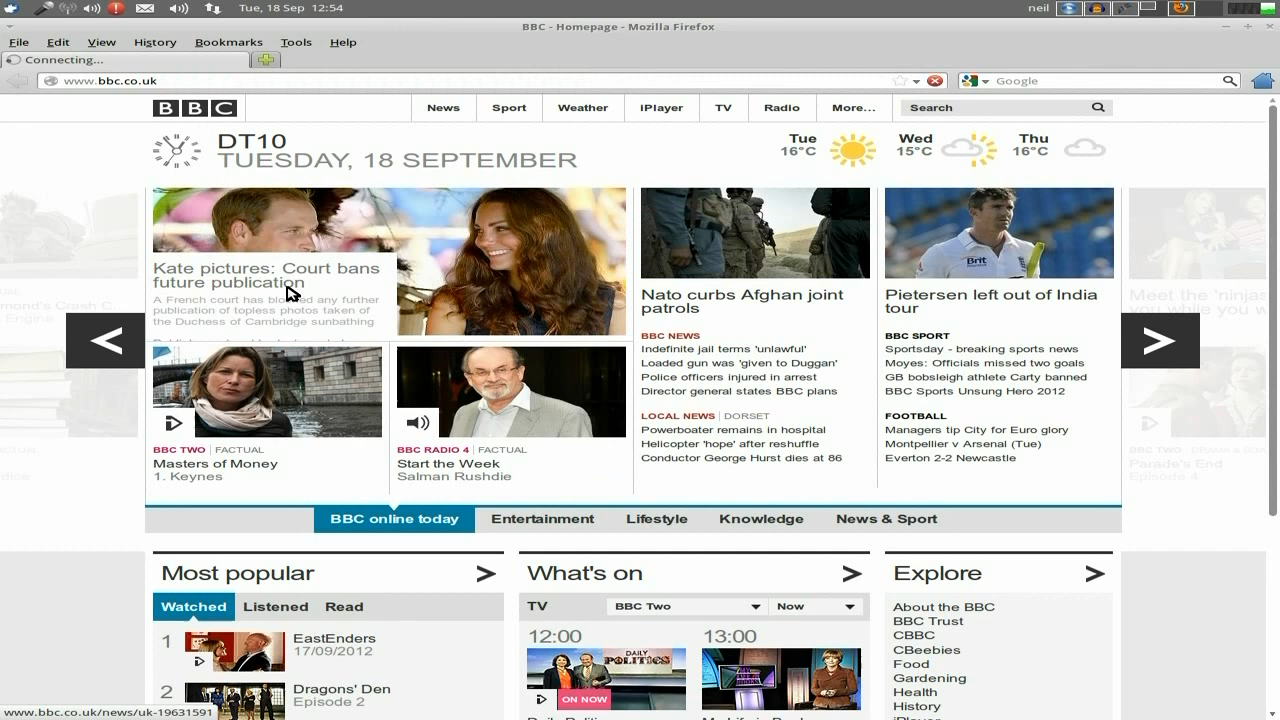 Tue, 18 Sep 12:54
neil
BBC - Homepage - Mozilla Firefox
File Edit View History Bookmarks Tools Help
Connecting...
www.bbc.co.uk
Google
BBC
News Sport Weather iPlayer TV Radio More... Search
DT10
TUESDAY, 18 SEPTEMBER
Tue 16°C
Wed 15°C
Thu 16°C
Kate pictures: Court bans
future publication
A French court has blocked any further
publication of topless photos taken of
the Duchess of Cambridge sunbathing
Nato curbs Afghan joint
patrols
BBC NEWS
Indefinite jail terms 'unlawful'
Loaded gun was 'given to Duggan'
Police officers injured in arrest
Director general states BBC plans
LOCAL NEWS | DORSET
Powerboater remains in hospital
Helicopter 'hope' after reshuffle
Conductor George Hurst dies at 86
Brit
Pietersen left out of India
tour
BBC SPORT
Sportsday - breaking sports news
Moyes: Officials missed two goals
GB bobsleigh athlete Carty banned
BBC Sports Unsung Hero 2012
FOOTBALL
Managers tip City for Euro glory
Montpellier v Arsenal (Tue)
Everton 2-2 Newcastle
<
>
BBC TWO | FACTUAL
Masters of Money
1. Keynes
BBC RADIO 4 | FACTUAL
Start the Week
Salman Rushdie
Meet the 'ninjas
you while you w
BBC TWO
Parade's End
Episode 4
BBC online today Entertainment Lifestyle Knowledge News & Sport
Most popular >
Watched Listened Read
1 EastEnders
17/09/2012
2 Dragons' Den
Episode 2
What's on >
TV BBC Two Now
12:00 13:00
DAILY POLITICS
ON NOW
Explore >
About the BBC
BBC Trust
CBBC
CBeebies
Food
Gardening
Health
History
www.bbc.co.uk/news/uk-19631591